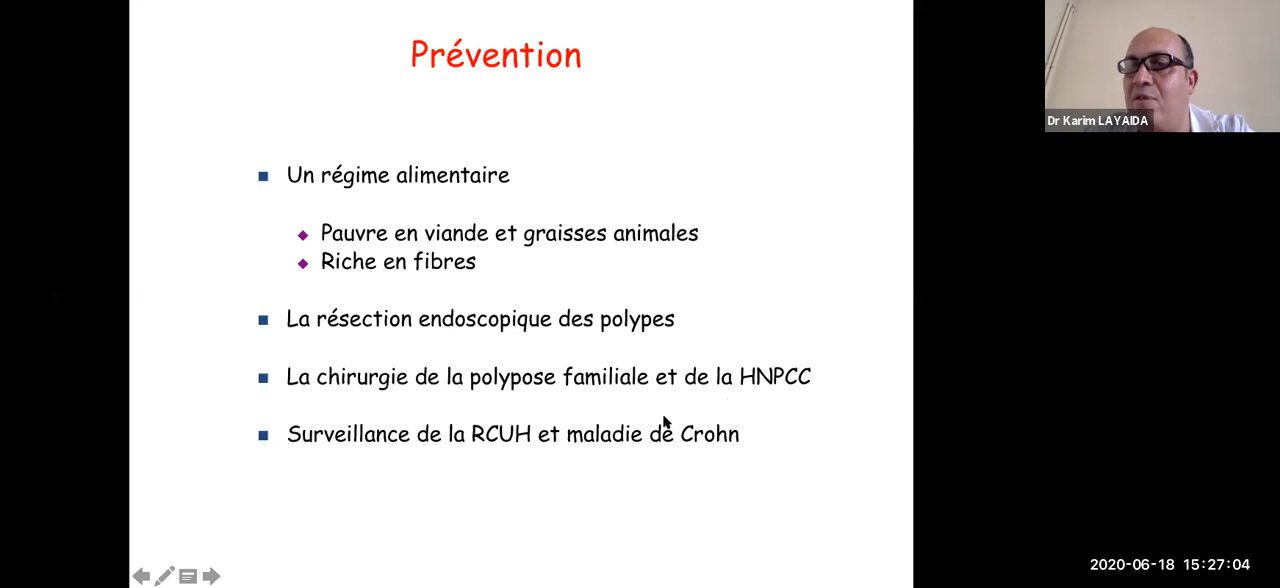 Prévention
Un régime alimentaire
Pauvre en viande et graisses animales
Riche en fibres
La résection endoscopique des polypes
La chirurgie de la polypose familiale et de la HNPCC
Surveillance de la RCUH et maladie de Crohn
Dr Karim LAYAIDA
2020-06-18 15:27:04